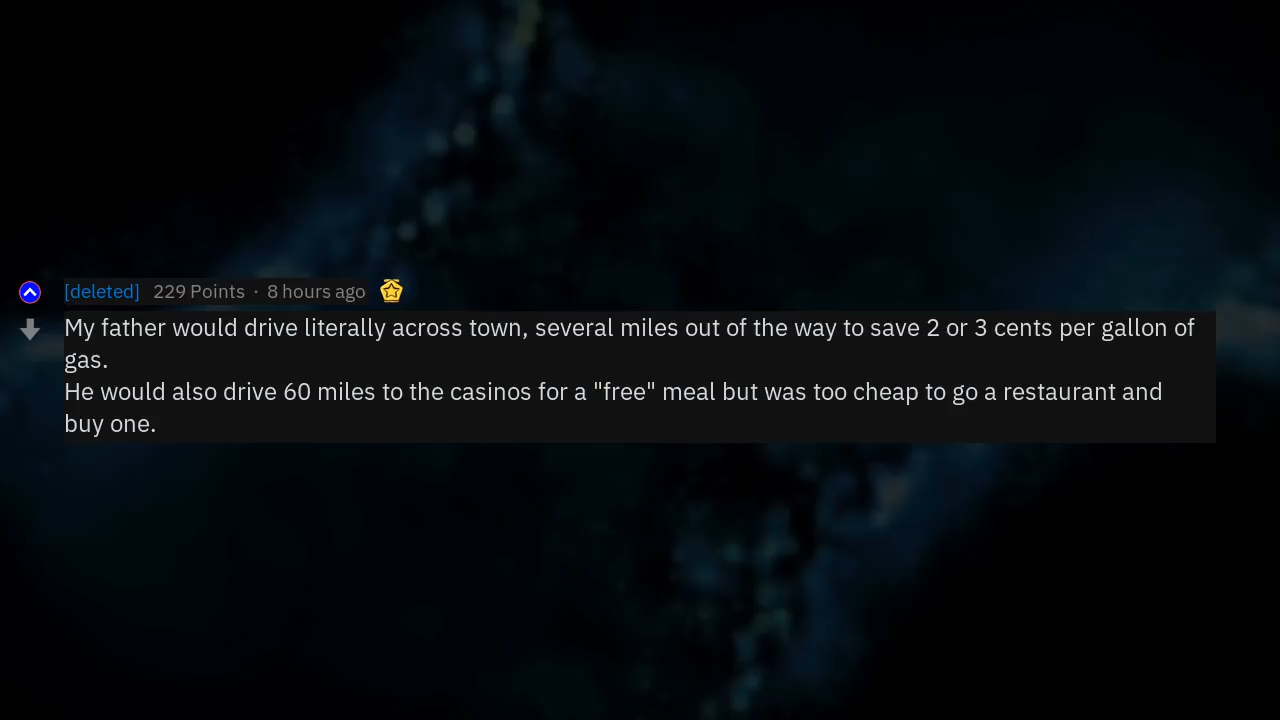 [deleted] 229 Points · 8 hours ago
My father would drive literally across town, several miles out of the way to save 2 or 3 cents per gallon of
gas.
He would also drive 60 miles to the casinos for a "free" meal but was too cheap to go a restaurant and
buy one.